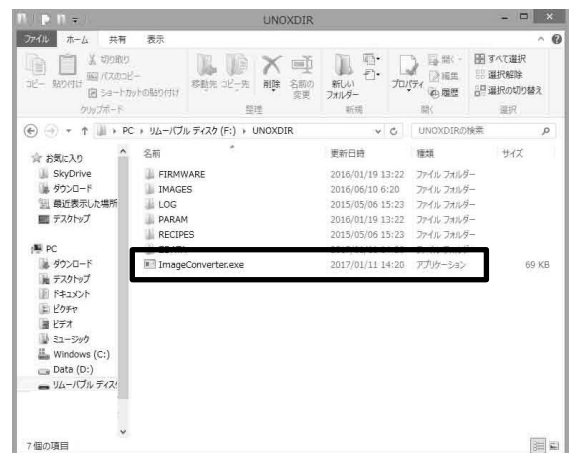 UNOXDIR
ファイル ホーム 共有 表示
コピー 貼り付け
切り取り
パスのコピー
ショートカットの貼り付け
クリップボード
移動先 コピー先 削除 名前の変更
整理
新しいフォルダー
新規
プロパティ
開く
編集
履歴
開く
すべて選択
選択解除
選択の切り替え
選択
PC リムーバブル ディスク (F:) UNOXDIR
UNOXDIRの検索
名前 更新日時 種類 サイズ
お気に入り
SkyDrive
ダウンロード
最近表示した場所
デスクトップ
PC
ダウンロード
デスクトップ
ドキュメント
ピクチャ
ビデオ
ミュージック
Windows (C:)
Data (D:)
リムーバブル ディス
FIRMWARE 2016/01/19 13:22 ファイル フォルダー
IMAGES 2016/06/10 6:20 ファイル フォルダー
LOG 2015/05/06 15:23 ファイル フォルダー
PARAM 2016/01/19 13:22 ファイル フォルダー
RECIPES 2015/05/06 15:23 ファイル フォルダー
ImageConverter.exe 2017/01/11 14:20 アプリケーション 69 KB
7 個の項目